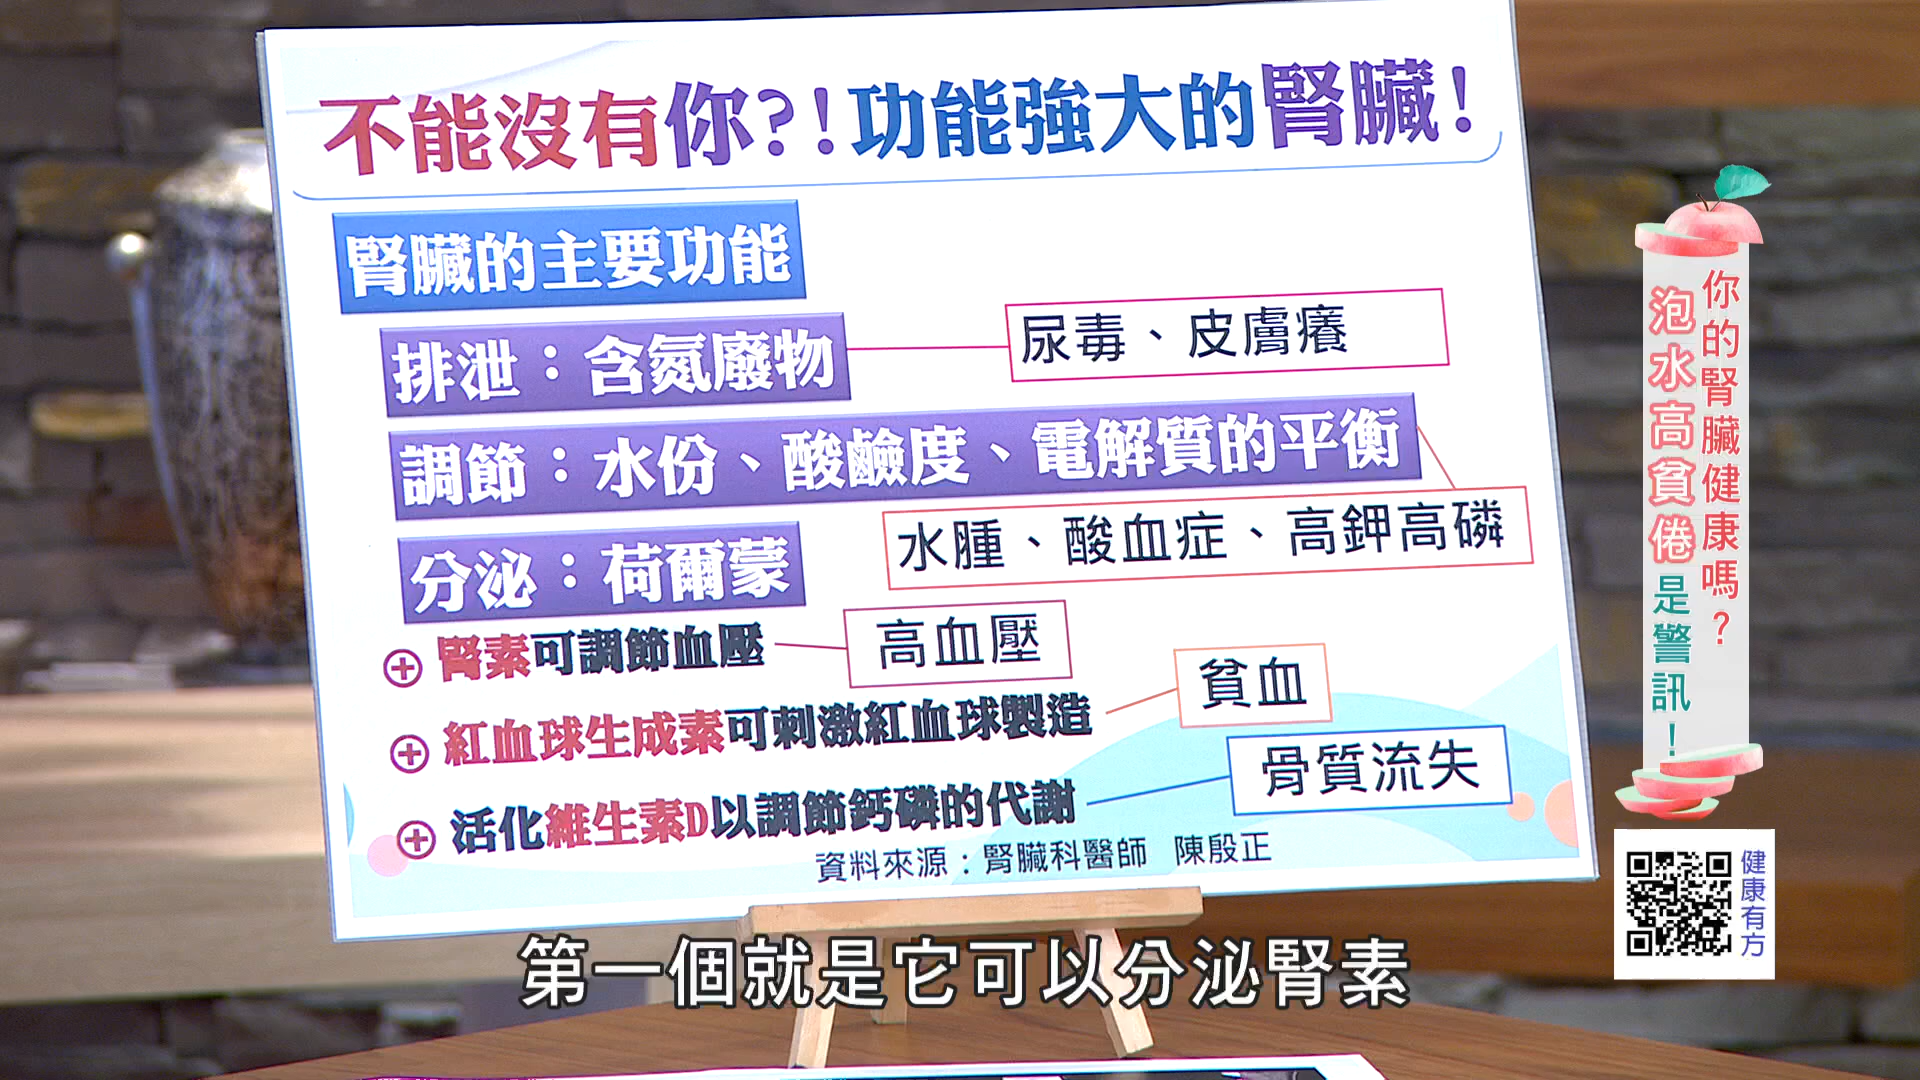 不能沒有你?!功能強大的腎臟!
腎臟的主要功能
排泄：含氮廢物
尿毒、皮膚癢
調節：水份、酸鹼度、電解質的平衡
水腫、酸血症、高鉀高磷
分泌：荷爾蒙
腎素可調節血壓
高血壓
紅血球生成素可刺激紅血球製造
貧血
活化維生素D以調節鈣磷的代謝
骨質流失
資料來源：腎臟科醫師 陳殷正
你的腎臟健康嗎？
泡水高貧倦是警訊！
健康有方
第一個就是它可以分泌腎素